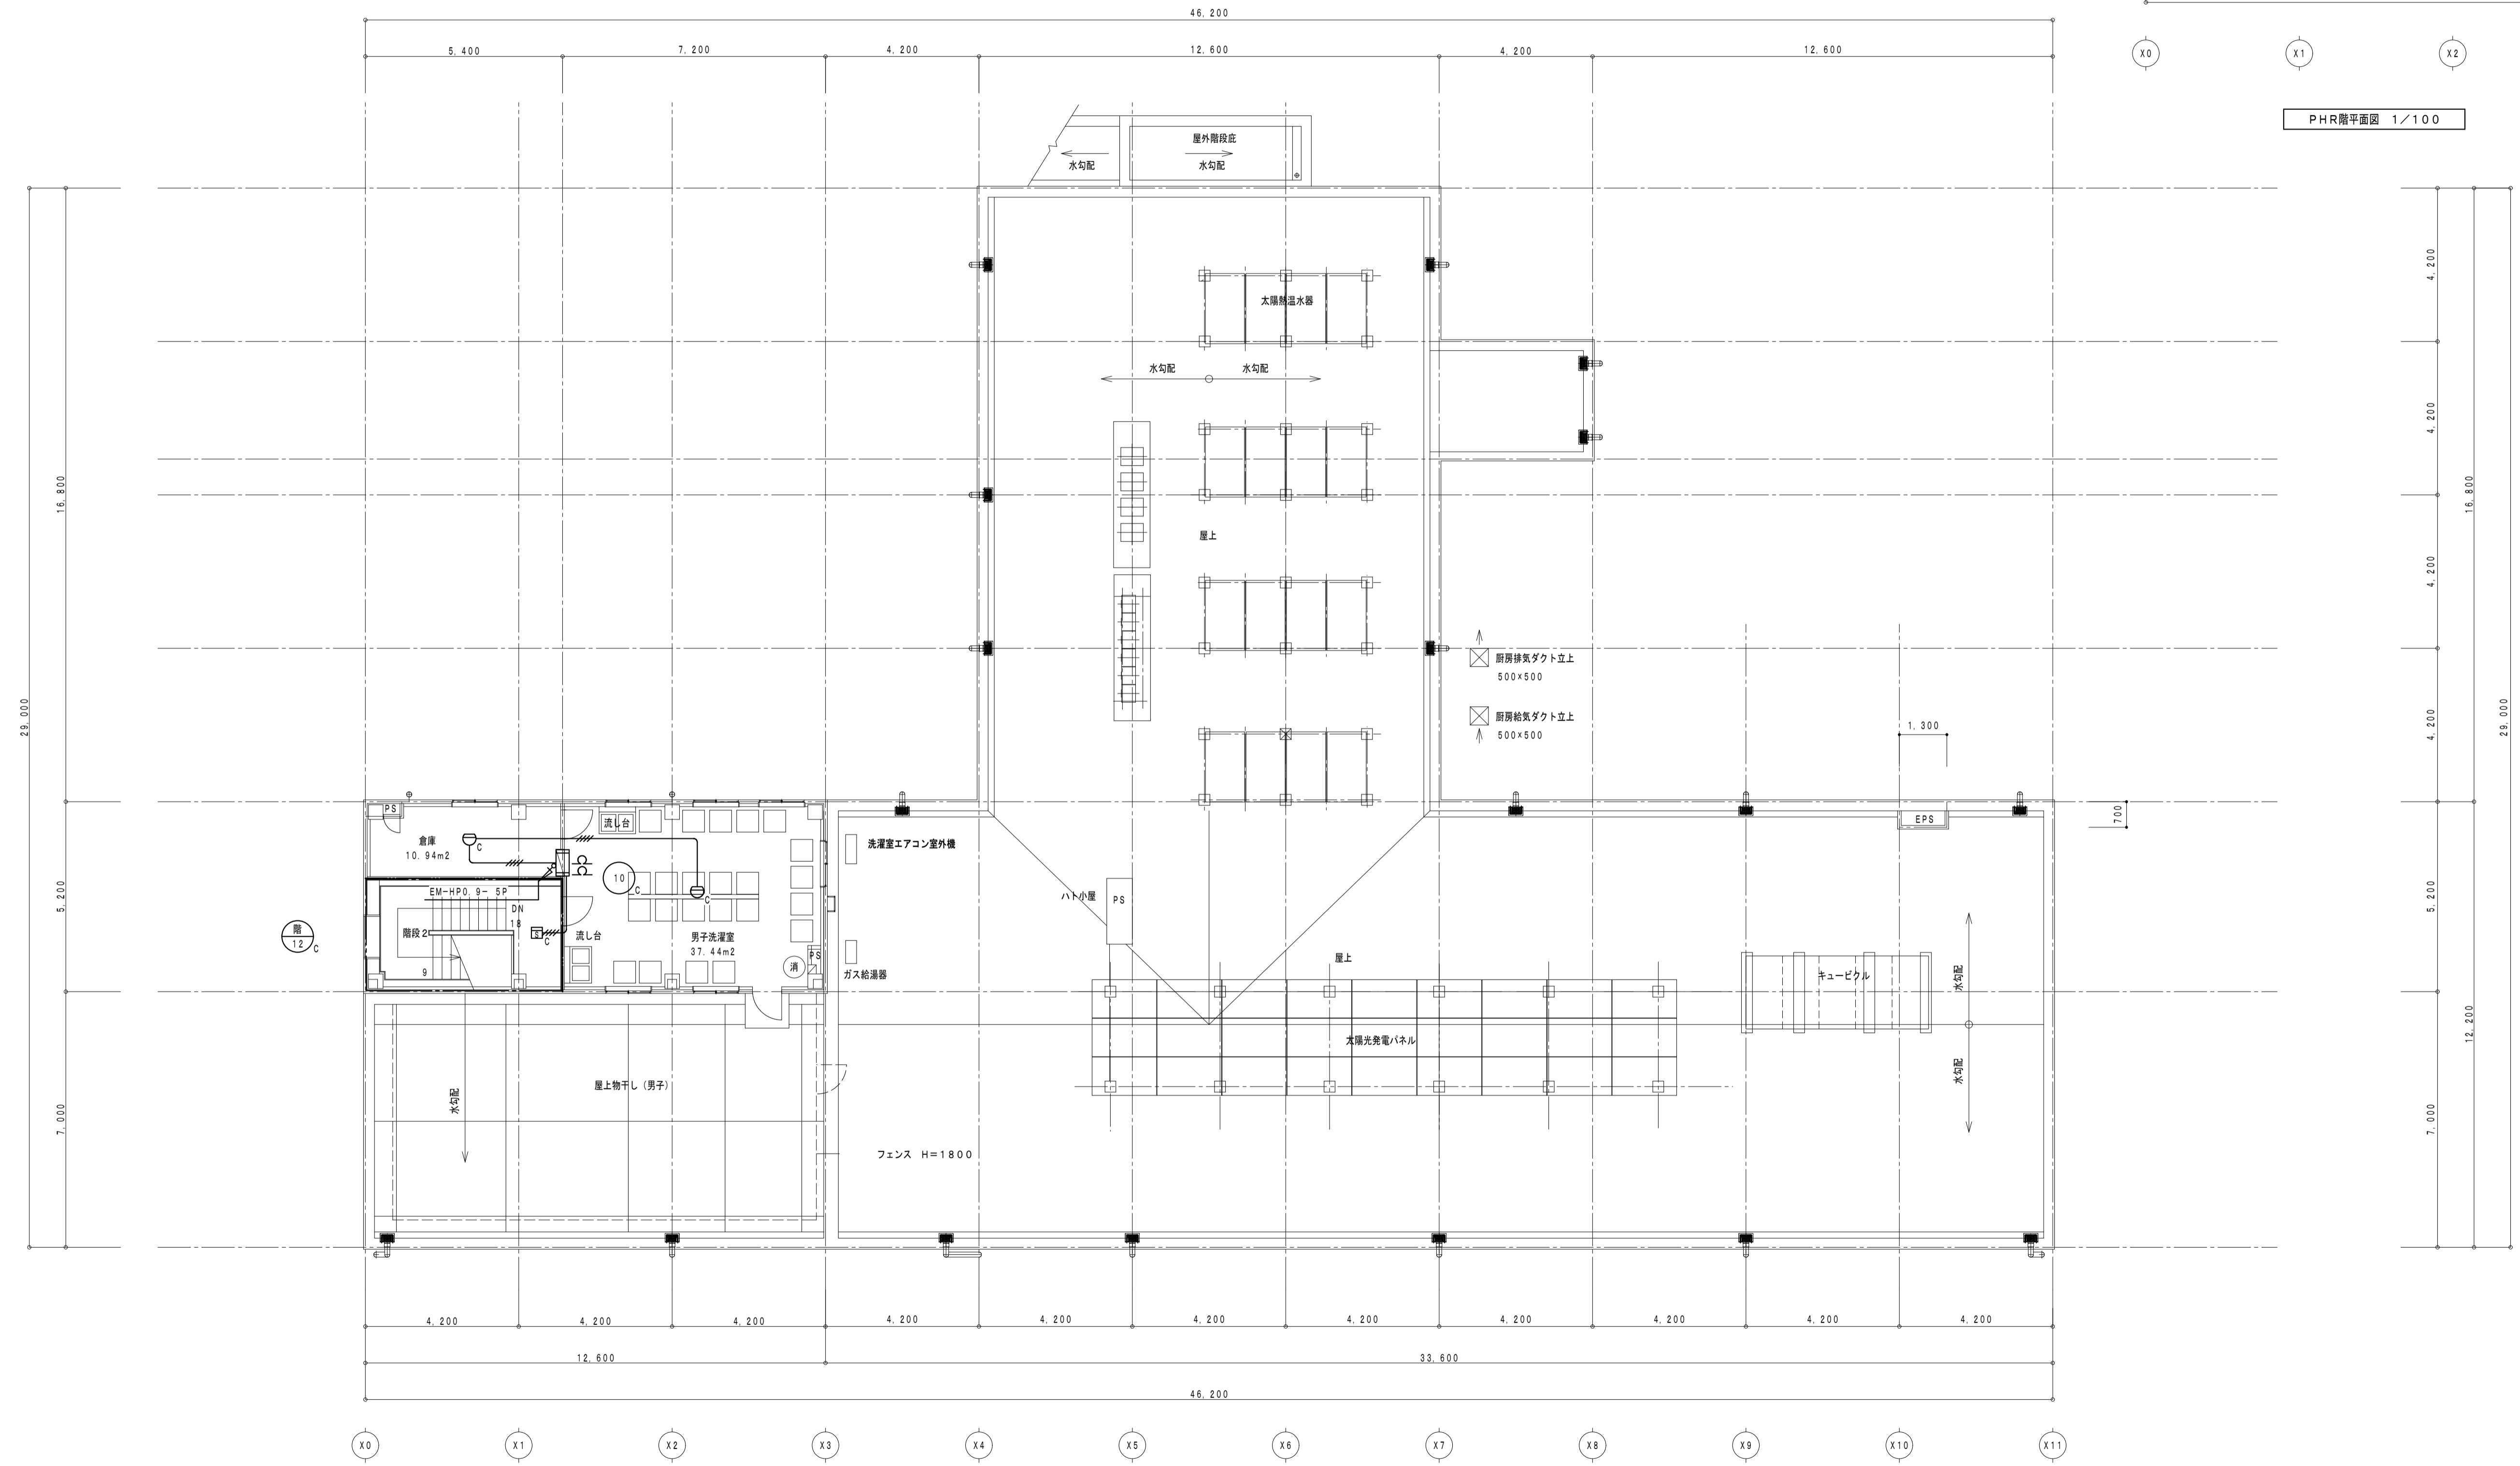 46,200
5,400
7,200
4,200
12,600
4,200
12,600
X0
X1
X2
PHR階平面図 1/100
屋外階段庇
水勾配
水勾配
太陽熱温水器
水勾配
水勾配
屋上
厨房排気ダクト立上
500×500
厨房給気ダクト立上
500×500
1,300
700
EPS
29,000
16,800
5,200
7,000
4,200
4,200
4,200
4,200
5,200
7,000
16,800
12,200
29,000
PS
倉庫
10.94m2
C
流し台
10
C
C
EM-HP0.9- 5P
DN
18
階段2
S
C
9
流し台
男子洗濯室
37.44m2
PS
消
階
12
C
洗濯室エアコン室外機
ハト小屋
PS
ガス給湯器
屋上
キュービクル
水勾配
水勾配
太陽光発電パネル
屋上物干し(男子)
水勾配
フェンス H=1800
4,200
4,200
4,200
4,200
4,200
4,200
4,200
4,200
4,200
4,200
4,200
12,600
33,600
46,200
X0
X1
X2
X3
X4
X5
X6
X7
X8
X9
X10
X11